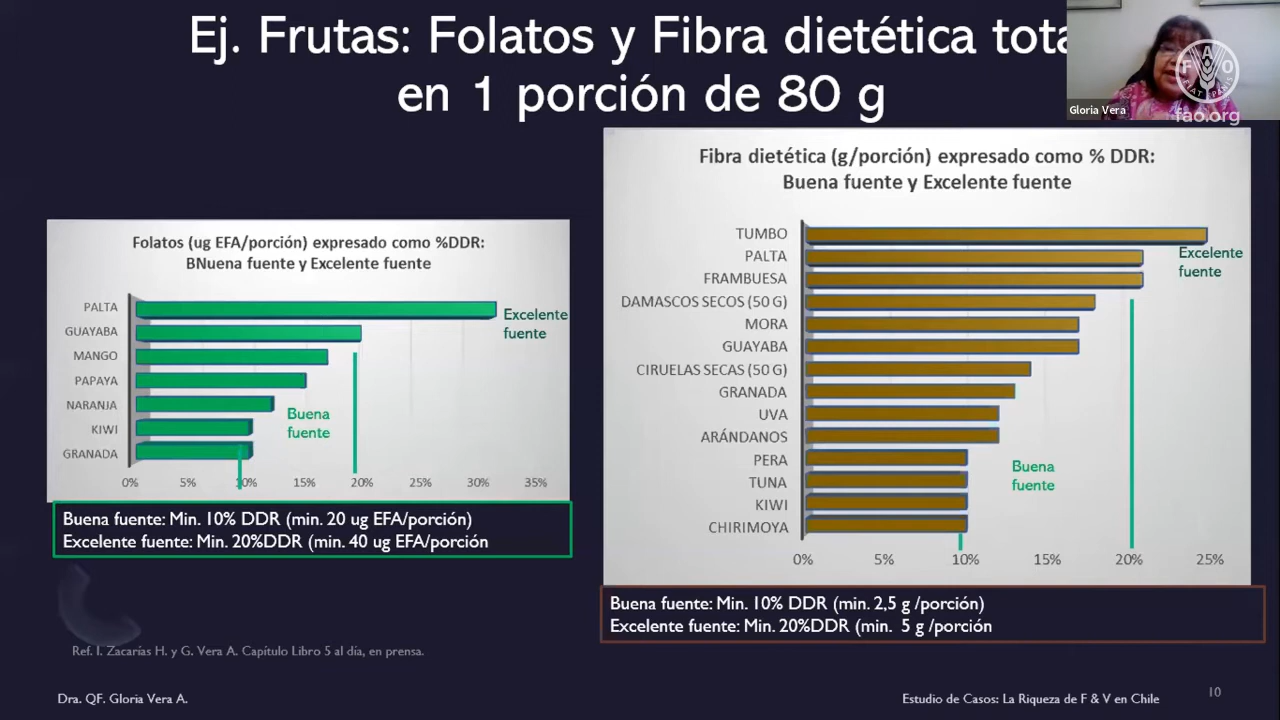 Ej. Frutas: Folatos y Fibra dietética
en 1 porción de 80 g
Gloria Vera
FAO
FIAT PANIS
fao.org
Folatos (ug EFA/porción) expresado como %DDR:
BNuena fuente y Excelente fuente
PALTA
GUAYABA
MANGO
PAPAYA
NARANJA
KIWI
GRANADA
Excelente
fuente
Buena
fuente
0% 5% 10% 15% 20% 25% 30% 35%
Buena fuente: Min. 10% DDR (min. 20 ug EFA/porción)
Excelente fuente: Min. 20%DDR (min. 40 ug EFA/porción
Fibra dietética (g/porción) expresado como % DDR:
Buena fuente y Excelente fuente
TUMBO
PALTA
FRAMBUESA
DAMASCOS SECOS (50 G)
MORA
GUAYABA
CIRUELAS SECAS (50 G)
GRANADA
UVA
ARÁNDANOS
PERA
TUNA
KIWI
CHIRIMOYA
Excelente
fuente
Buena
fuente
0% 5% 10% 15% 20% 25%
Buena fuente: Min. 10% DDR (min. 2,5 g /porción)
Excelente fuente: Min. 20%DDR (min. 5 g /porción
Ref. I. Zacarías H. y G. Vera A. Capítulo Libro 5 al día, en prensa.
Dra. QF. Gloria Vera A.
Estudio de Casos: La Riqueza de F & V en Chile
10